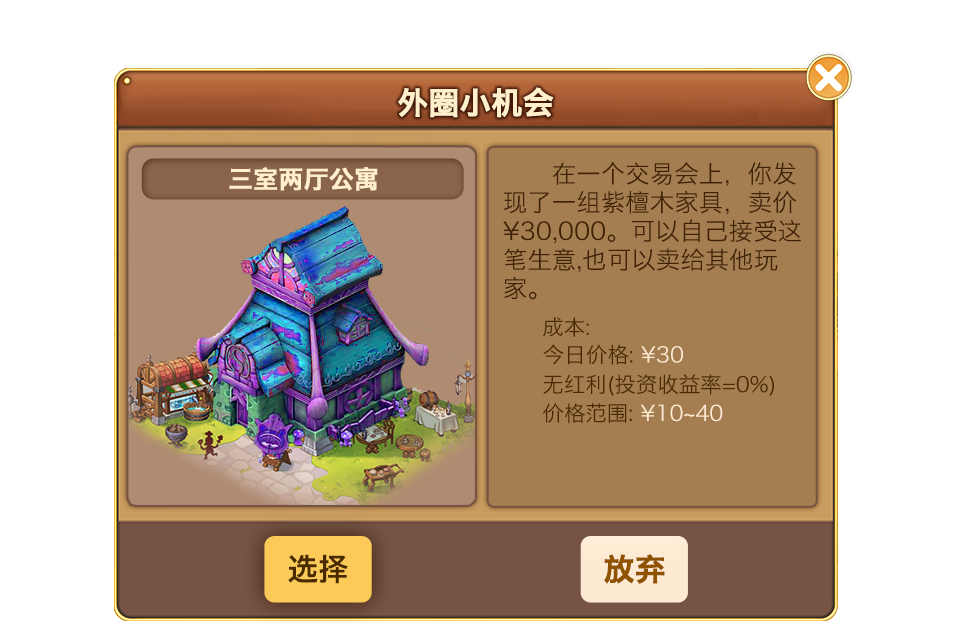 外圈小机会
三室两厅公寓
在一个交易会上，你发
现了一组紫檀木家具，卖价
¥30,000。可以自己接受这
笔生意,也可以卖给其他玩
家。
成本:
今日价格: ¥30
无红利(投资收益率=0%)
价格范围: ¥10~40
选择
放弃